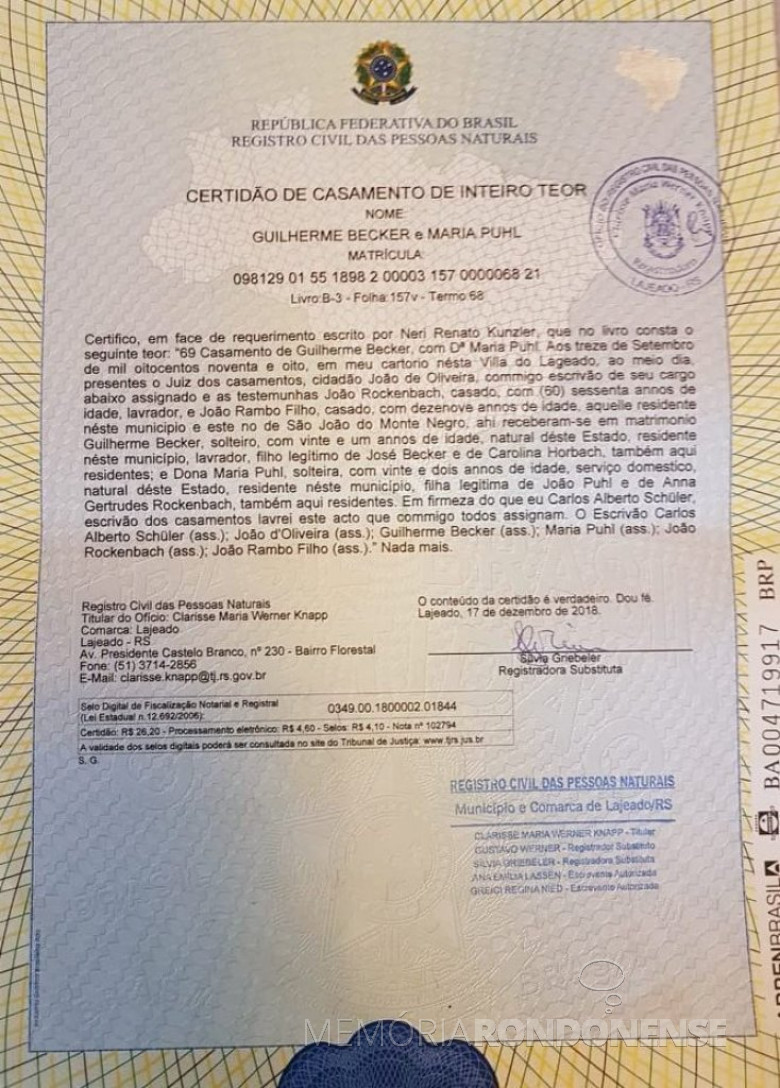 REPÚBLICA FEDERATIVA DO BRASIL
REGISTRO CIVIL DAS PESSOAS NATURAIS
CERTIDÃO DE CASAMENTO DE INTEIRO TEOR
NOME
GUILHERME BECKER e MARIA PUHL
MATRÍCULA:
098129 01 55 1898 2 00003 157 0000068 21
Livro:B-3 - Folha:157v - Termo 68
Clarisse Maria Werner Knapp
Registradora
LAJEADO - RS
Certifico, em face de requerimento escrito por Neri Renato Kunzler, que no livro consta o
seguinte teor: "69 Casamento de Guilherme Becker, com Dª Maria Puhl. Aos treze de Setembro
de mil oitocentos noventa e oito, em meu cartorio nésta Villa do Lageado, ao meio dia,
presentes o Juiz dos casamentos, cidadão João de Oliveira, commigo escrivão de seu cargo
abaixo assignado e as testemunhas João Rockenbach, casado, com (60) sessenta annos de
idade, lavrador, e João Rambo Filho, casado, com dezenove annos de idade, aquelle residente
néste municipio e este no de São João do Monte Negro, ahi receberam-se em matrimonio
Guilherme Becker, solteiro, com vinte e um annos de idade, natural déste Estado, residente
néste município, lavrador, filho legítimo de José Becker e de Carolina Horbach, também aqui
residentes; e Dona Maria Puhl, solteira, com vinte e dois annos de idade, serviço domestico,
natural déste Estado, residente néste município, filha legitima de João Puhl e de Anna
Gertrudes Rockenbach, também aqui residentes. Em firmeza do que eu Carlos Alberto Schüler,
escrivão dos casamentos lavrei este acto que commigo todos assignam. O Escrivão Carlos
Alberto Schüler (ass.); João d'Oliveira (ass.); Guilherme Becker (ass.); Maria Puhl (ass.); João
Rockenbach (ass.); João Rambo Filho (ass.)." Nada mais.
Registro Civil das Pessoas Naturais
Titular do Ofício: Clarisse Maria Werner Knapp
Comarca: Lajeado
Lajeado - RS
Av. Presidente Castelo Branco, nº 230 - Bairro Florestal
Fone: (51) 3714-2856
E-Mail: clarisse.knapp@tj.rs.gov.br
O conteúdo da certidão é verdadeiro. Dou fé.
Lajeado, 17 de dezembro de 2018.
Silvia Griebeler
Registradora Substituta
Selo Digital de Fiscalização Notarial e Registral
(Lei Estadual n.12.692/2006):
0349.00.1800002.01844
Certidão: R$ 26,20 - Processamento eletrônico: R$ 4,60 - Selos: R$ 4,10 - Nota nº 102794
A validade dos selos digitais poderá ser consultada no site do Tribunal de Justiça: www.tjrs.jus.br
S. G.
REGISTRO CIVIL DAS PESSOAS NATURAIS
Município e Comarca de Lajeado/RS
CLARISSE MARIA WERNER KNAPP - Titular
GUSTAVO WERNER - Registrador Substituto
SILVIA GRIEBELER - Registradora Substituta
ANA EMILIA LASSEN - Escrevente Autorizada
GREICI REGINA NIED - Escrevente Autorizada
BA004719917 BRP
ARPENBRASIL
MEMÓRIARONDONENSE